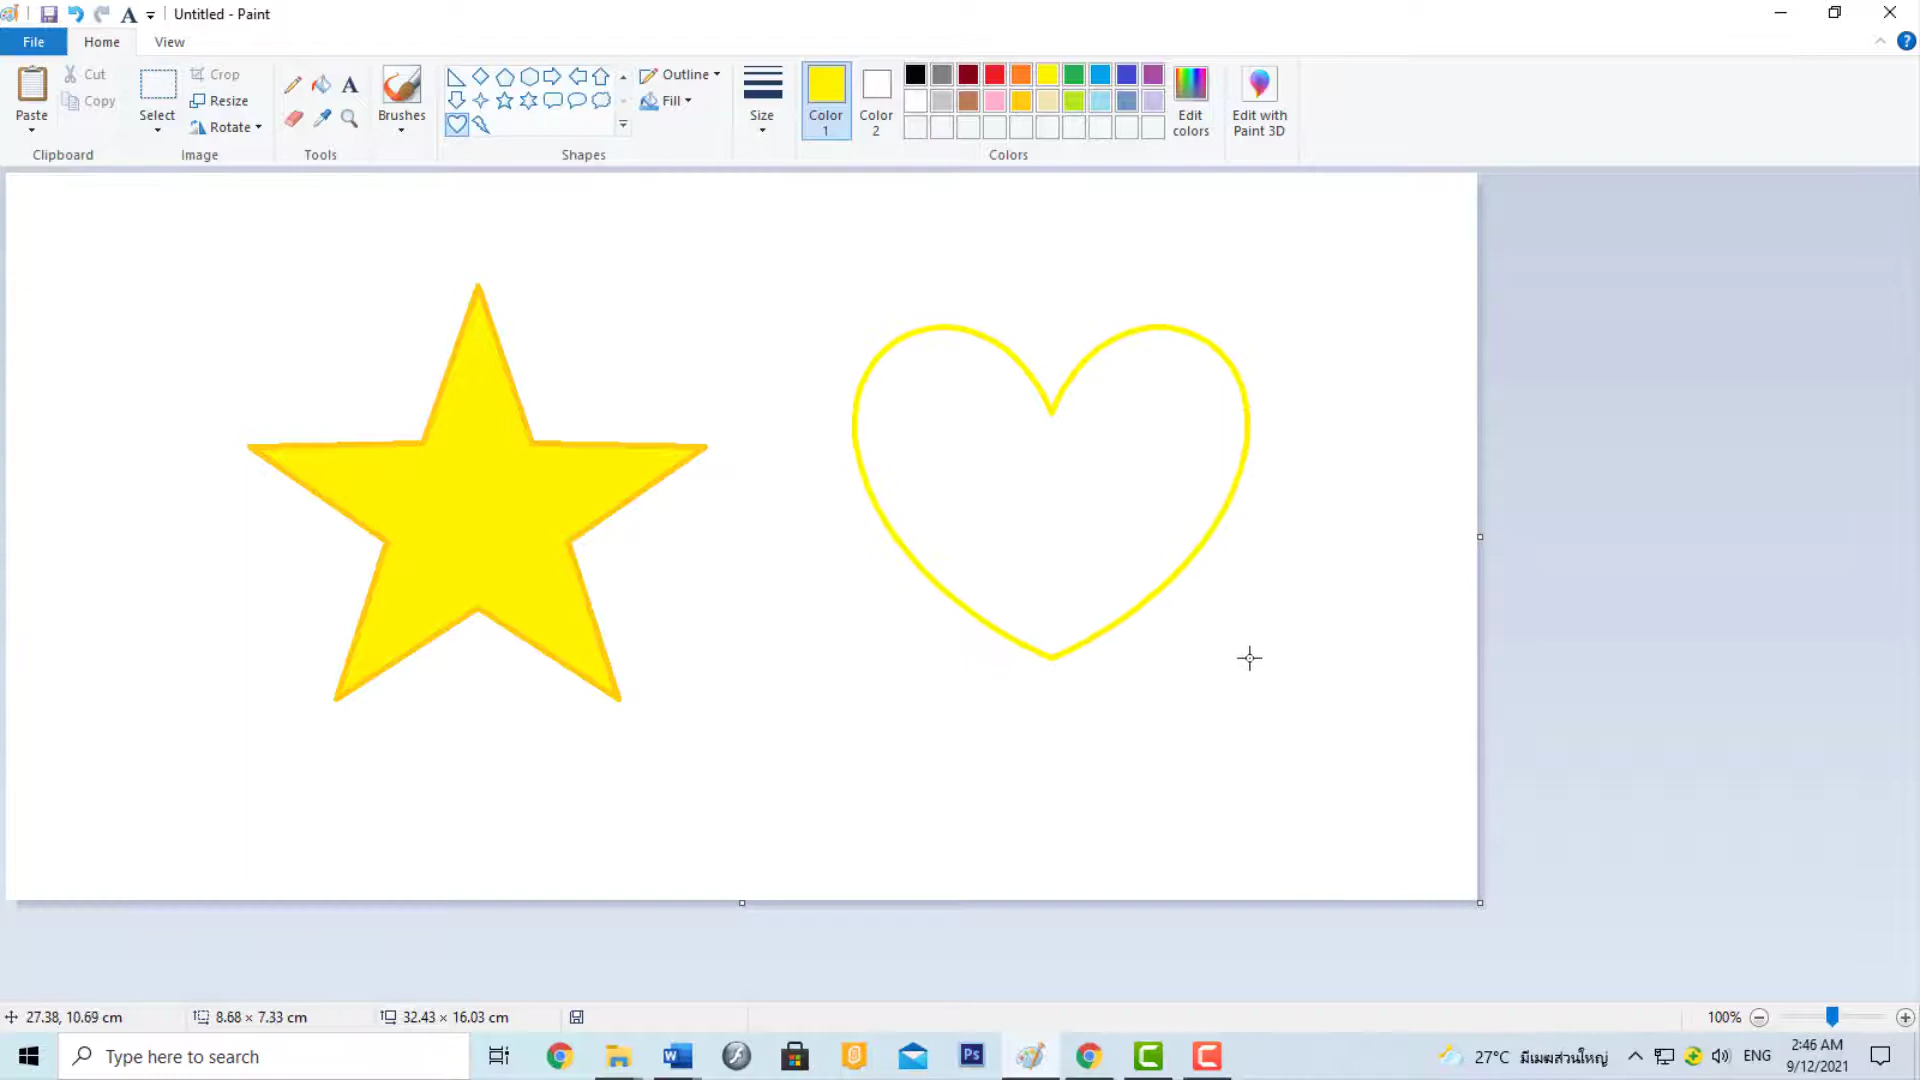 Untitled - Paint
File Home View
Paste
Cut
Copy
Clipboard
Select
Crop
Resize
Rotate
Image
A
Tools
Brushes
Shapes
Outline
Fill
Size
Color 1
Color 2
Colors
Edit colors
Edit with Paint 3D
27.38, 10.69 cm 8.68 × 7.33 cm 32.43 × 16.03 cm 100%
Type here to search
W
Ps
27°C
ENG
2:46 AM
9/12/2021